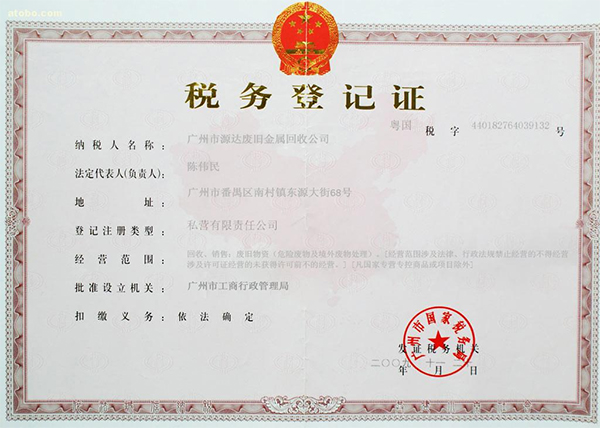 atobo.com
税务登记证
粤国 税 字 440182764039132 号
纳税人名称： 广州市源达废旧金属回收公司
法定代表人(负责人)： 陈伟民
地址： 广州市番禺区南村镇东源大街68号
登记注册类型： 私营有限责任公司
经营范围： 回收、销售：废旧物资（危险废物及境外废物处理）。[经营范围涉及法律、行政法规禁止经营的不得经营
涉及许可证经营的未获得许可前不的经营。] [凡国家专营专控商品或项目除外]
批准设立机关： 广州市工商行政管理局
扣缴义务： 依法确定
广州市国家税务局
发证税务机关
二〇〇九 十一
年 月 日